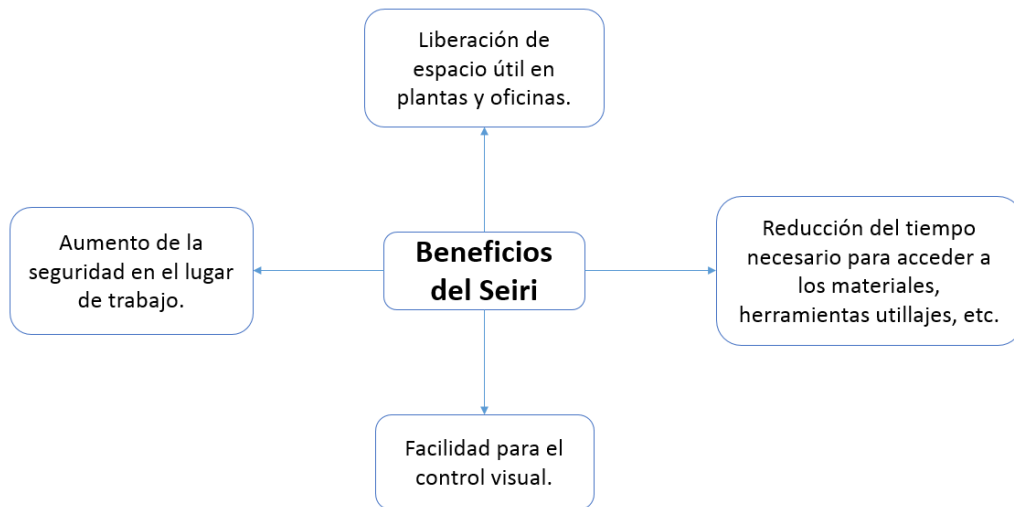 Liberación de
espacio útil en
plantas y oficinas.
Aumento de la
seguridad en el lugar
de trabajo.
Beneficios
del Seiri
Reducción del tiempo
necesario para acceder a
los materiales,
herramientas utillajes, etc.
Facilidad para el
control visual.